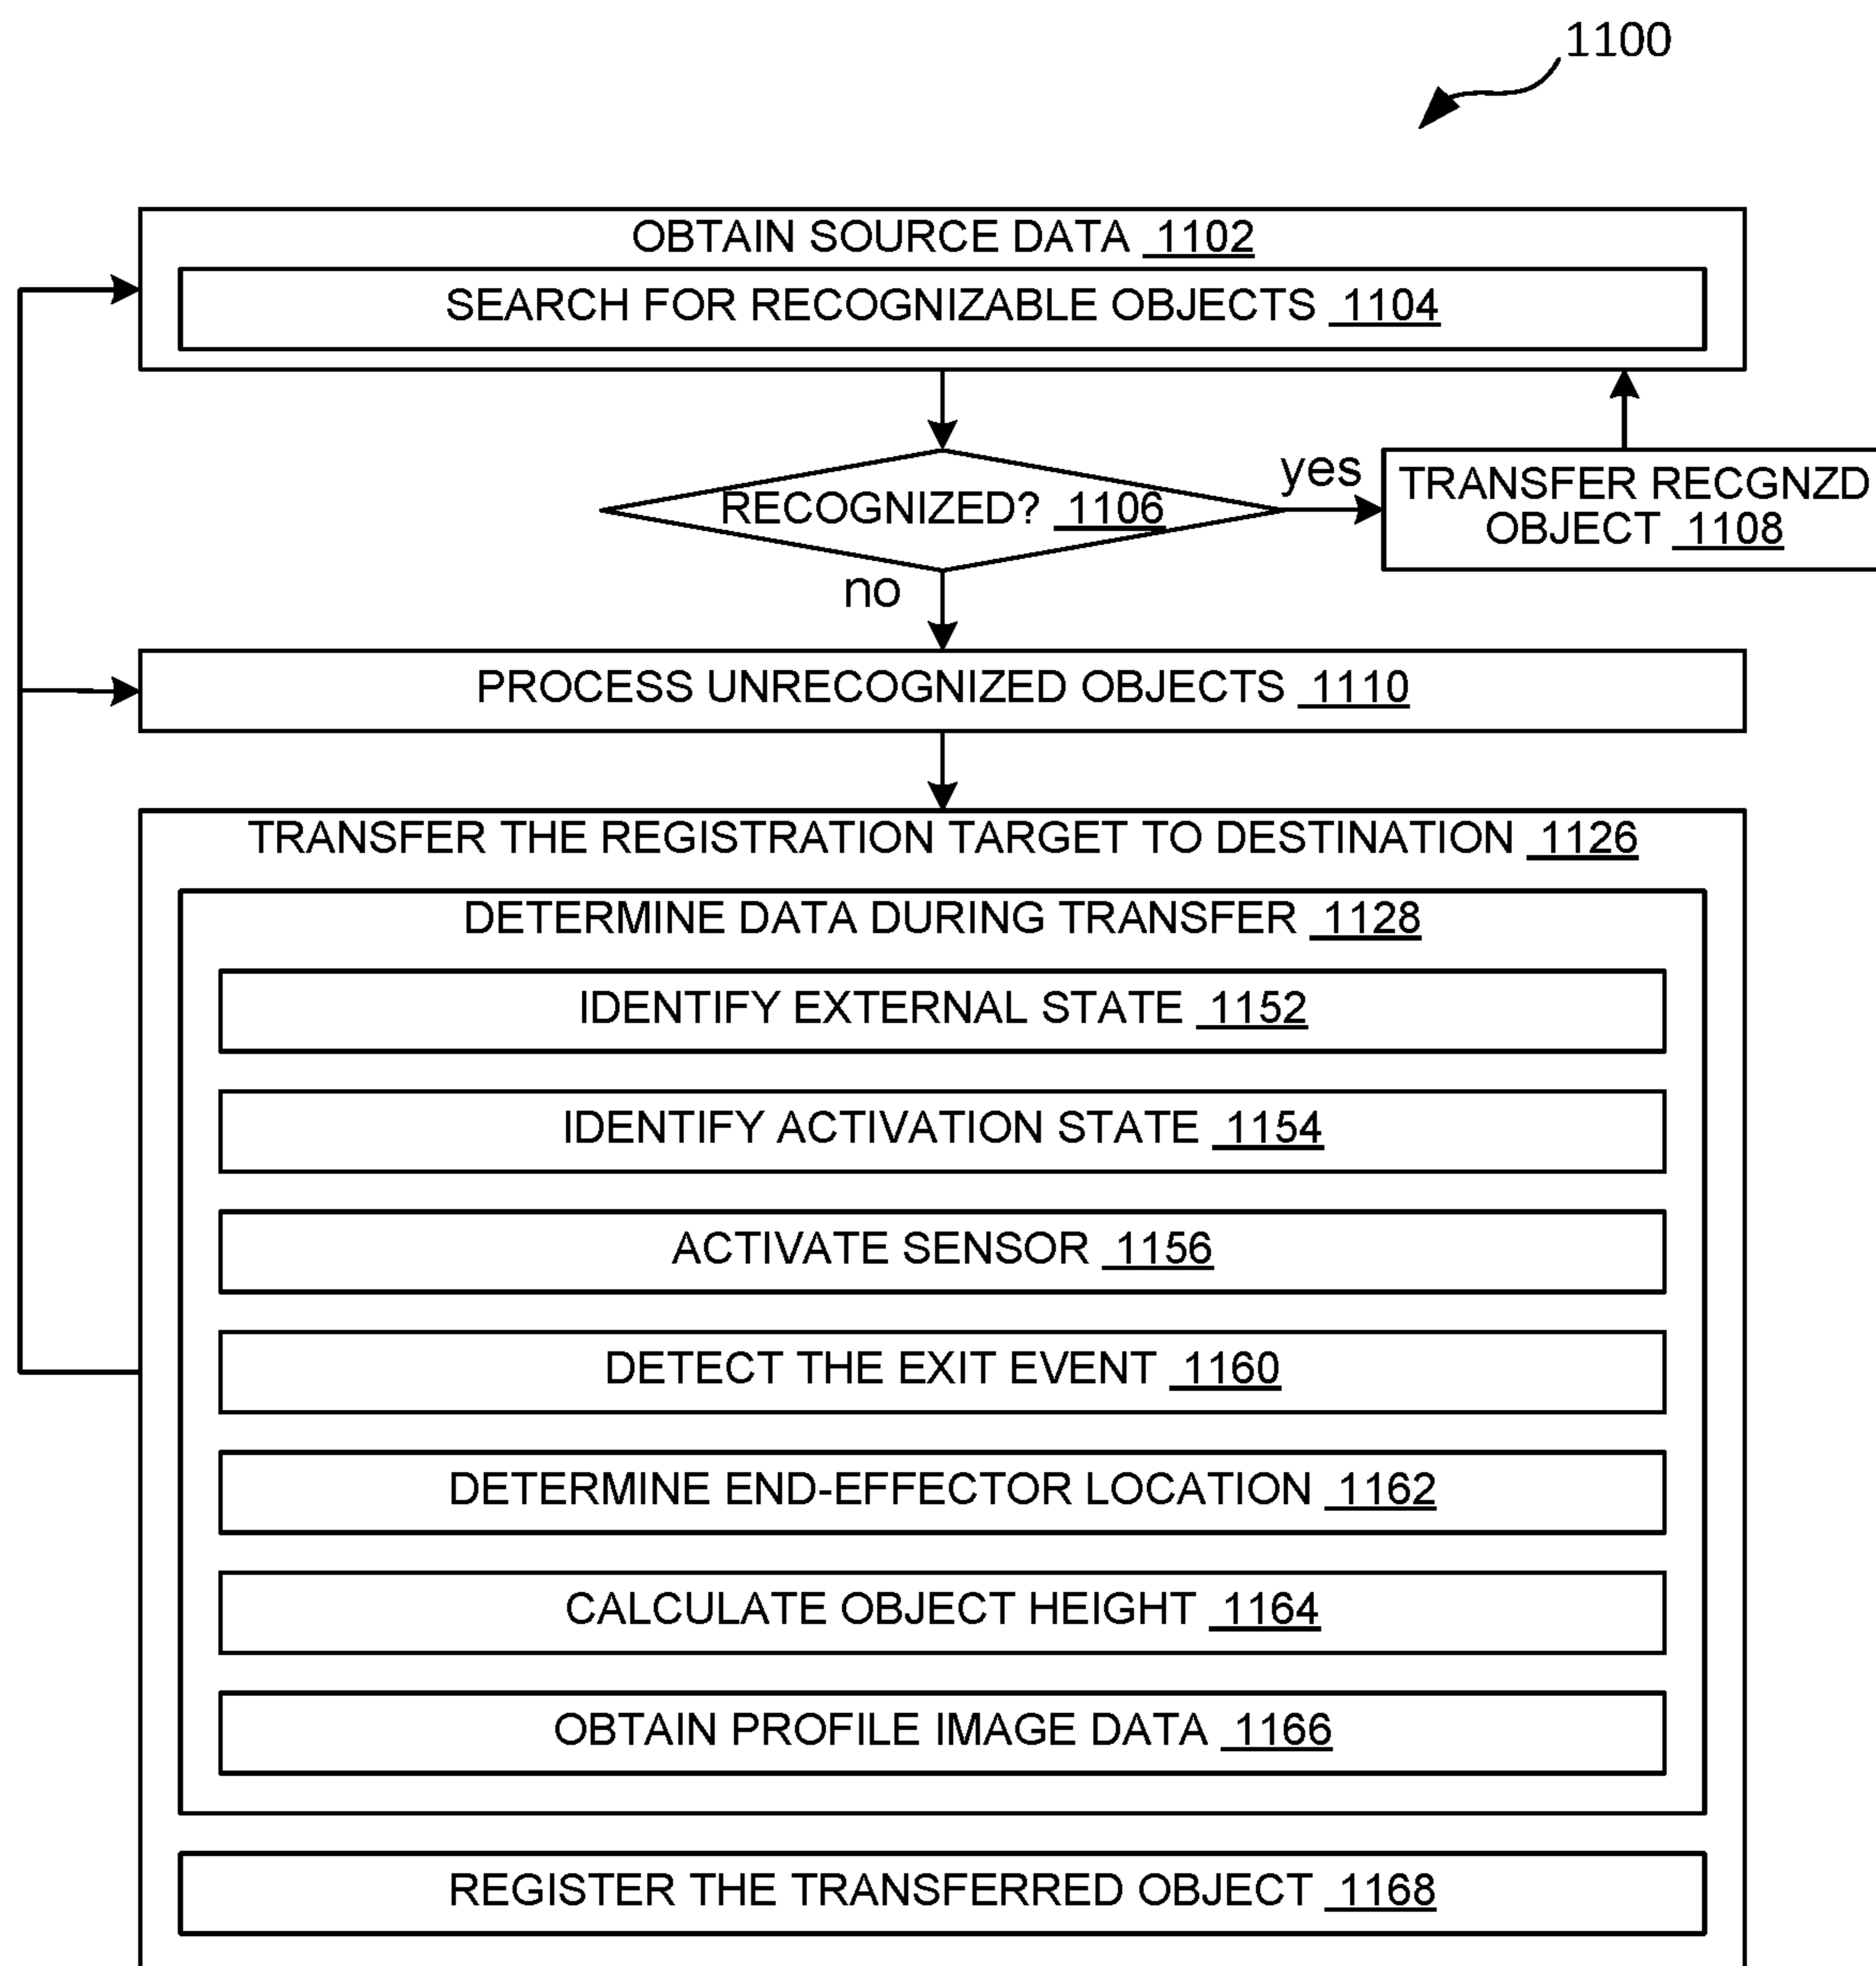 1100
OBTAIN SOURCE DATA 1102
SEARCH FOR RECOGNIZABLE OBJECTS 1104
RECOGNIZED? 1106
yes
TRANSFER RECGNZD
OBJECT 1108
no
PROCESS UNRECOGNIZED OBJECTS 1110
TRANSFER THE REGISTRATION TARGET TO DESTINATION 1126
DETERMINE DATA DURING TRANSFER 1128
IDENTIFY EXTERNAL STATE 1152
IDENTIFY ACTIVATION STATE 1154
ACTIVATE SENSOR 1156
DETECT THE EXIT EVENT 1160
DETERMINE END-EFFECTOR LOCATION 1162
CALCULATE OBJECT HEIGHT 1164
OBTAIN PROFILE IMAGE DATA 1166
REGISTER THE TRANSFERRED OBJECT 1168